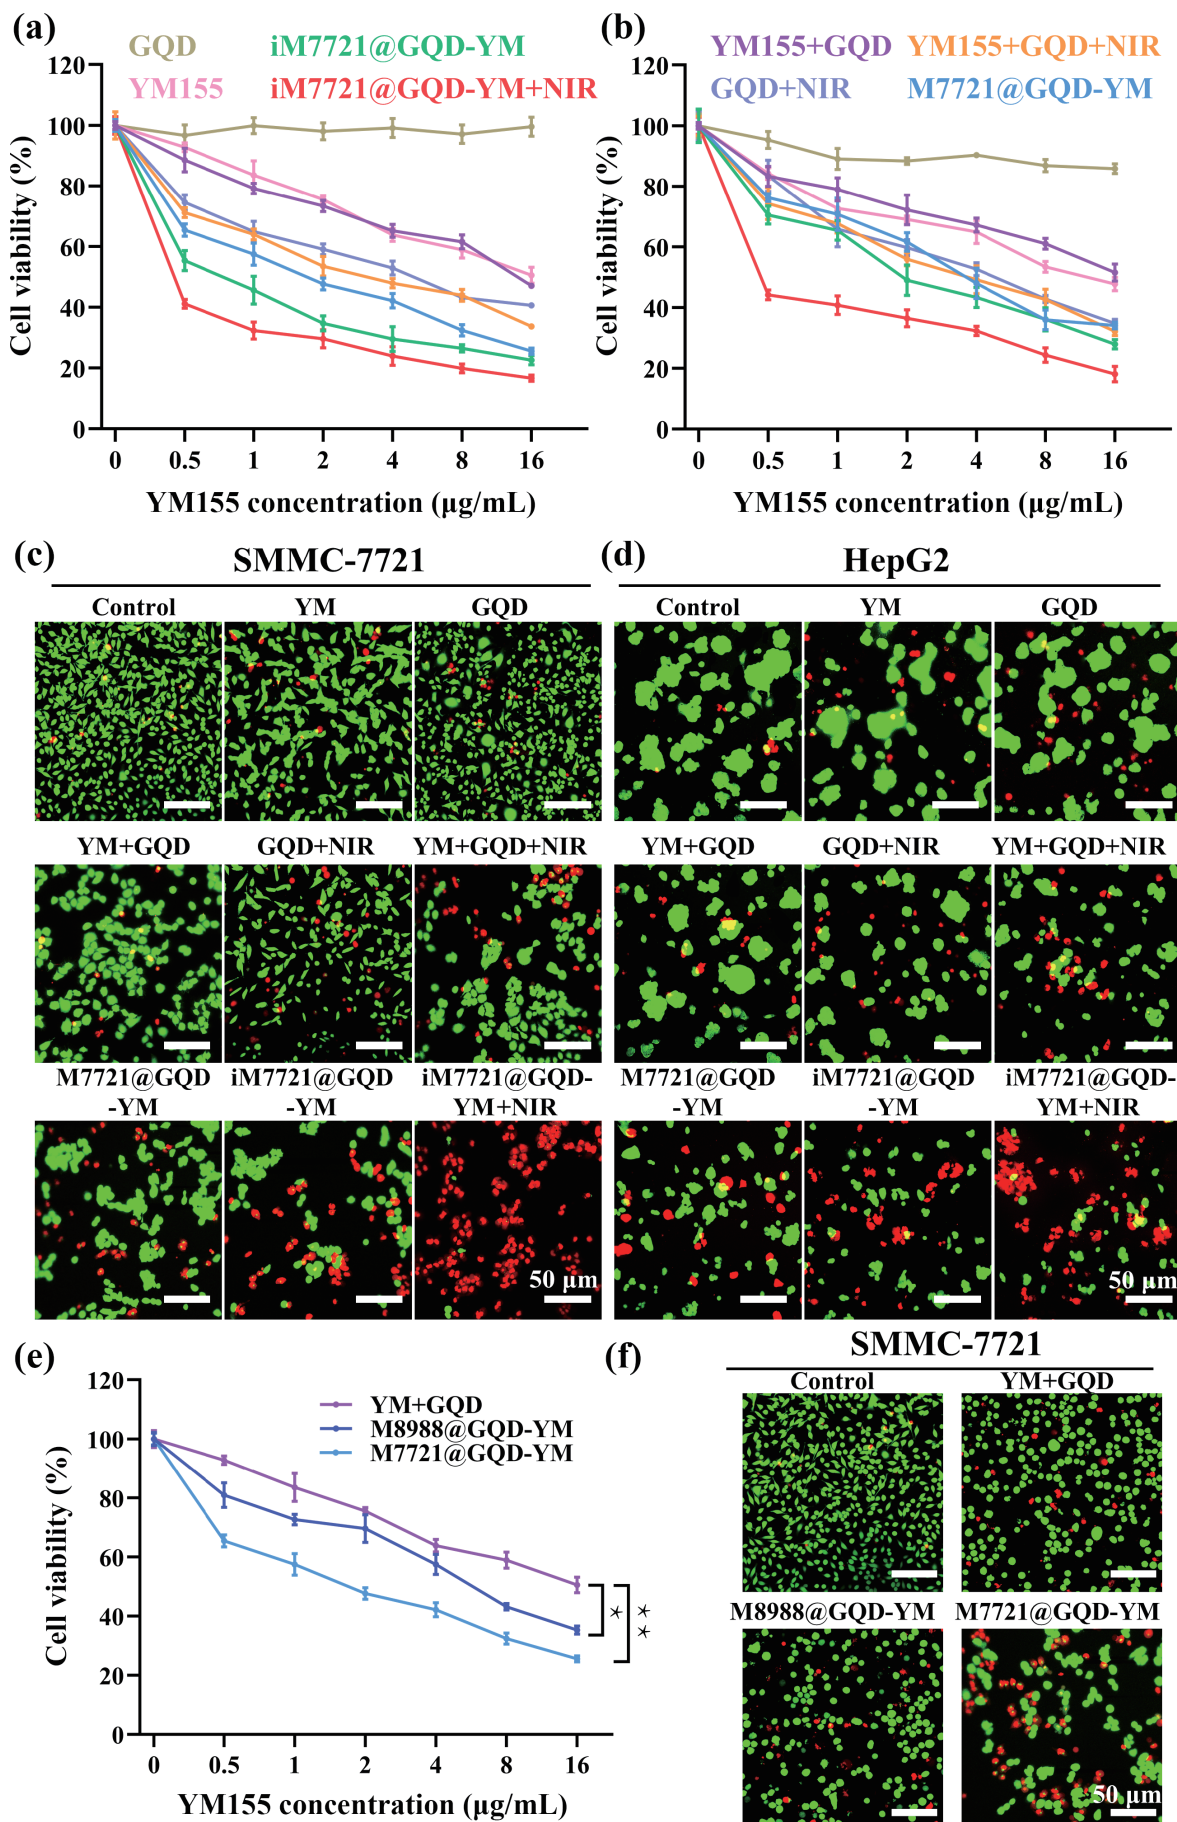 (a)
GQD iM7721@GQD-YM
YM155 iM7721@GQD-YM+NIR
120
100
80
60
40
20
0
Cell viability (%)
0 0.5 1 2 4 8 16
YM155 concentration (μg/mL)
(b)
YM155+GQD YM155+GQD+NIR
GQD+NIR M7721@GQD-YM
120
100
80
60
40
20
0
Cell viability (%)
0 0.5 1 2 4 8 16
YM155 concentration (μg/mL)
(c)
SMMC-7721
Control YM GQD
YM+GQD GQD+NIR YM+GQD+NIR
M7721@GQD iM7721@GQD iM7721@GQD-
-YM -YM YM+NIR
50 μm
(d)
HepG2
Control YM GQD
YM+GQD GQD+NIR YM+GQD+NIR
M7721@GQD iM7721@GQD iM7721@GQD-
-YM -YM YM+NIR
50 μm
(e)
120
100
80
60
40
20
0
Cell viability (%)
YM+GQD
M8988@GQD-YM
M7721@GQD-YM
*
**
0 0.5 1 2 4 8 16
YM155 concentration (μg/mL)
(f)
SMMC-7721
Control YM+GQD
M8988@GQD-YM M7721@GQD-YM
50 μm